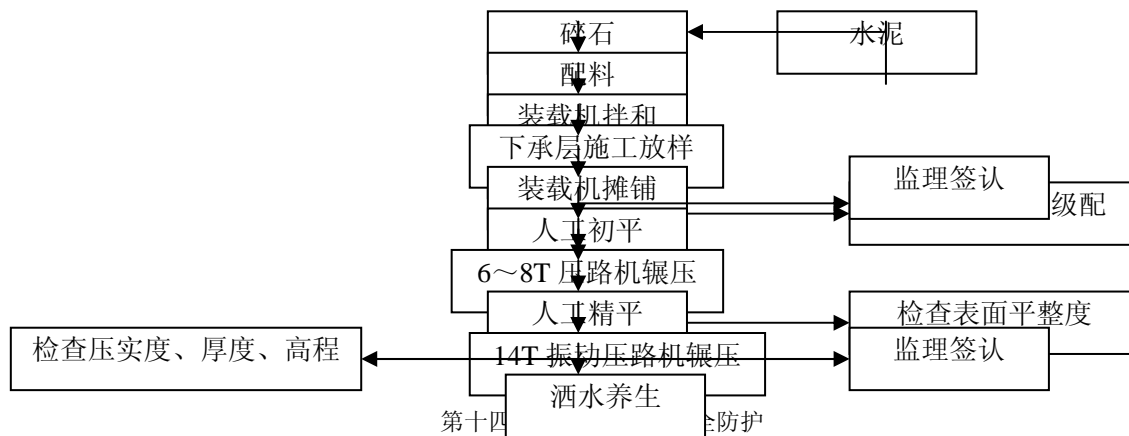 碎石
水泥
配料
装载机拌和
下承层施工放样
装载机摊铺
监理签认
级配
人工初平
6～8T 压路机辗压
人工精平
检查表面平整度
检查压实度、厚度、高程
14T 振动压路机辗压
监理签认
洒水养生
第十四
全防护